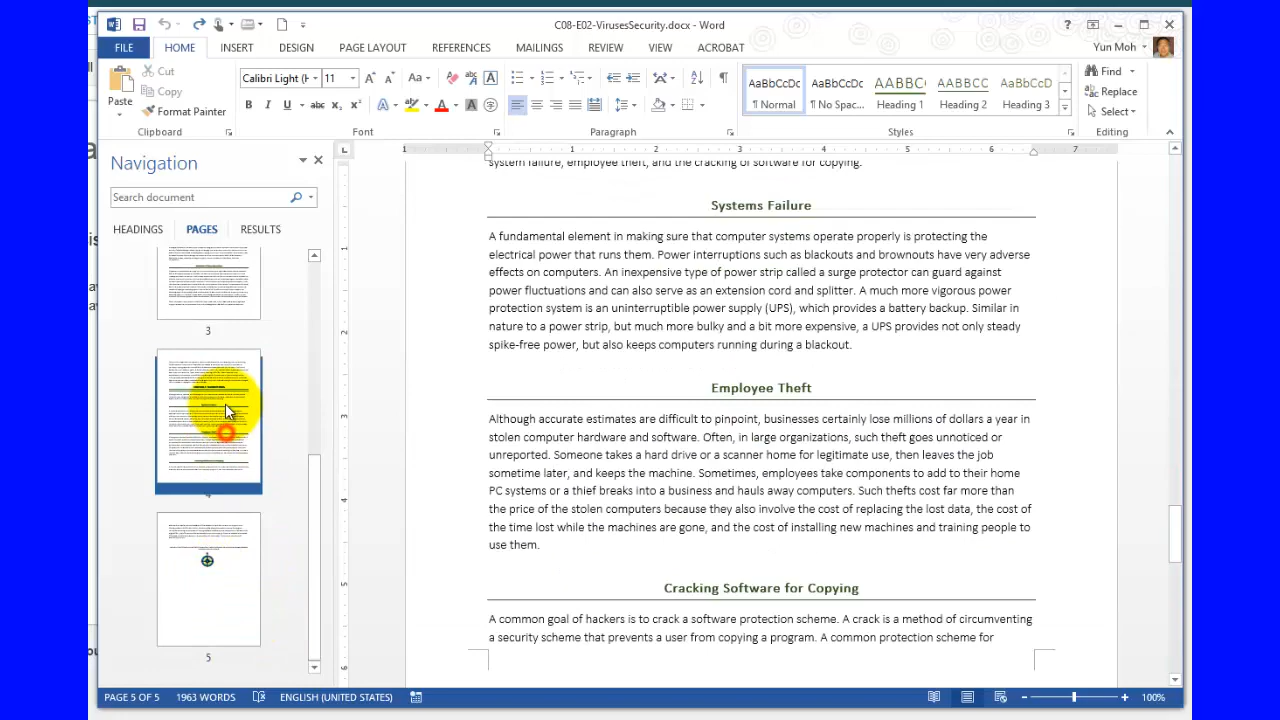 C08-E02-VirusesSecurity.docx - Word
FILE HOME INSERT DESIGN PAGE LAYOUT REFERENCES MAILINGS REVIEW VIEW ACROBAT
Yun Moh
Paste
Cut
Copy
Format Painter
Calibri Light (H 11
AaBbCcDc AaBbCcDc AABBC AABBCC AABBCCD
¶ Normal ¶ No Spac... Heading 1 Heading 2 Heading 3
Find
Replace
Select
Clipboard Font Paragraph Styles Editing
Navigation
Search document
HEADINGS PAGES RESULTS
3
4
5
1 1 2 3 4 5 6 7
1
2
3
4
5
6
system failure, employee theft, and the cracking of software for copying.
Systems Failure
A fundamental element in making sure that computer systems operate properly is protecting the
electrical power that runs them. Power interruptions such as blackouts and brownouts have very adverse
effects on computers. An inexpensive type of power strip called a surge protector can guard against
power fluctuations and can also serve as an extension cord and splitter. A much more vigorous power
protection system is an uninterruptible power supply (UPS), which provides a battery backup. Similar in
nature to a power strip, but much more bulky and a bit more expensive, a UPS provides not only steady
spike-free power, but also keeps computers running during a blackout.
Employee Theft
Although accurate estimates are difficult to pinpoint, businesses certainly lose millions of dollars a year in
stolen computer hardware and software. Often, in large companies, such theft goes unnoticed or
unreported. Someone takes a hard drive or a scanner home for legitimate use, then leaves the job
sometime later, and keeps the machine. Sometimes, employees take components to add to their home
PC systems or a thief breaks into a business and hauls away computers. Such thefts cost far more than
the price of the stolen computers because they also involve the cost of replacing the lost data, the cost of
the time lost while the machines are gone, and the cost of installing new machines and training people to
use them.
Cracking Software for Copying
A common goal of hackers is to crack a software protection scheme. A crack is a method of circumventing
a security scheme that prevents a user from copying a program. A common protection scheme for
PAGE 5 OF 5 1963 WORDS ENGLISH (UNITED STATES) 100%